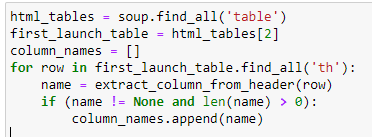 html_tables = soup.find_all('table')
first_launch_table = html_tables[2]
column_names = []
for row in first_launch_table.find_all('th'):
    name = extract_column_from_header(row)
    if (name != None and len(name) > 0):
        column_names.append(name)